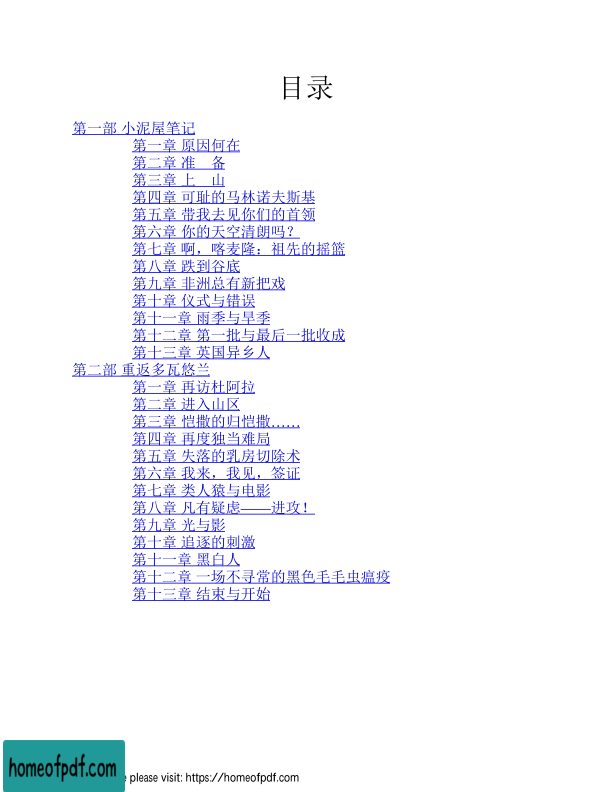 目录
第一部 小泥屋笔记
第一章 原因何在
第二章 准　备
第三章 上　山
第四章 可耻的马林诺夫斯基
第五章 带我去见你们的首领
第六章 你的天空清朗吗？
第七章 啊，喀麦隆：祖先的摇篮
第八章 跌到谷底
第九章 非洲总有新把戏
第十章 仪式与错误
第十一章 雨季与旱季
第十二章 第一批与最后一批收成
第十三章 英国异乡人
第二部 重返多瓦悠兰
第一章 再访杜阿拉
第二章 进入山区
第三章 恺撒的归恺撒……
第四章 再度独当难局
第五章 失落的乳房切除术
第六章 我来，我见，签证
第七章 类人猿与电影
第八章 凡有疑虑——进攻！
第九章 光与影
第十章 追逐的刺激
第十一章 黑白人
第十二章 一场不寻常的黑色毛毛虫瘟疫
第十三章 结束与开始
homeofpdf.com
e please visit: https://homeofpdf.com